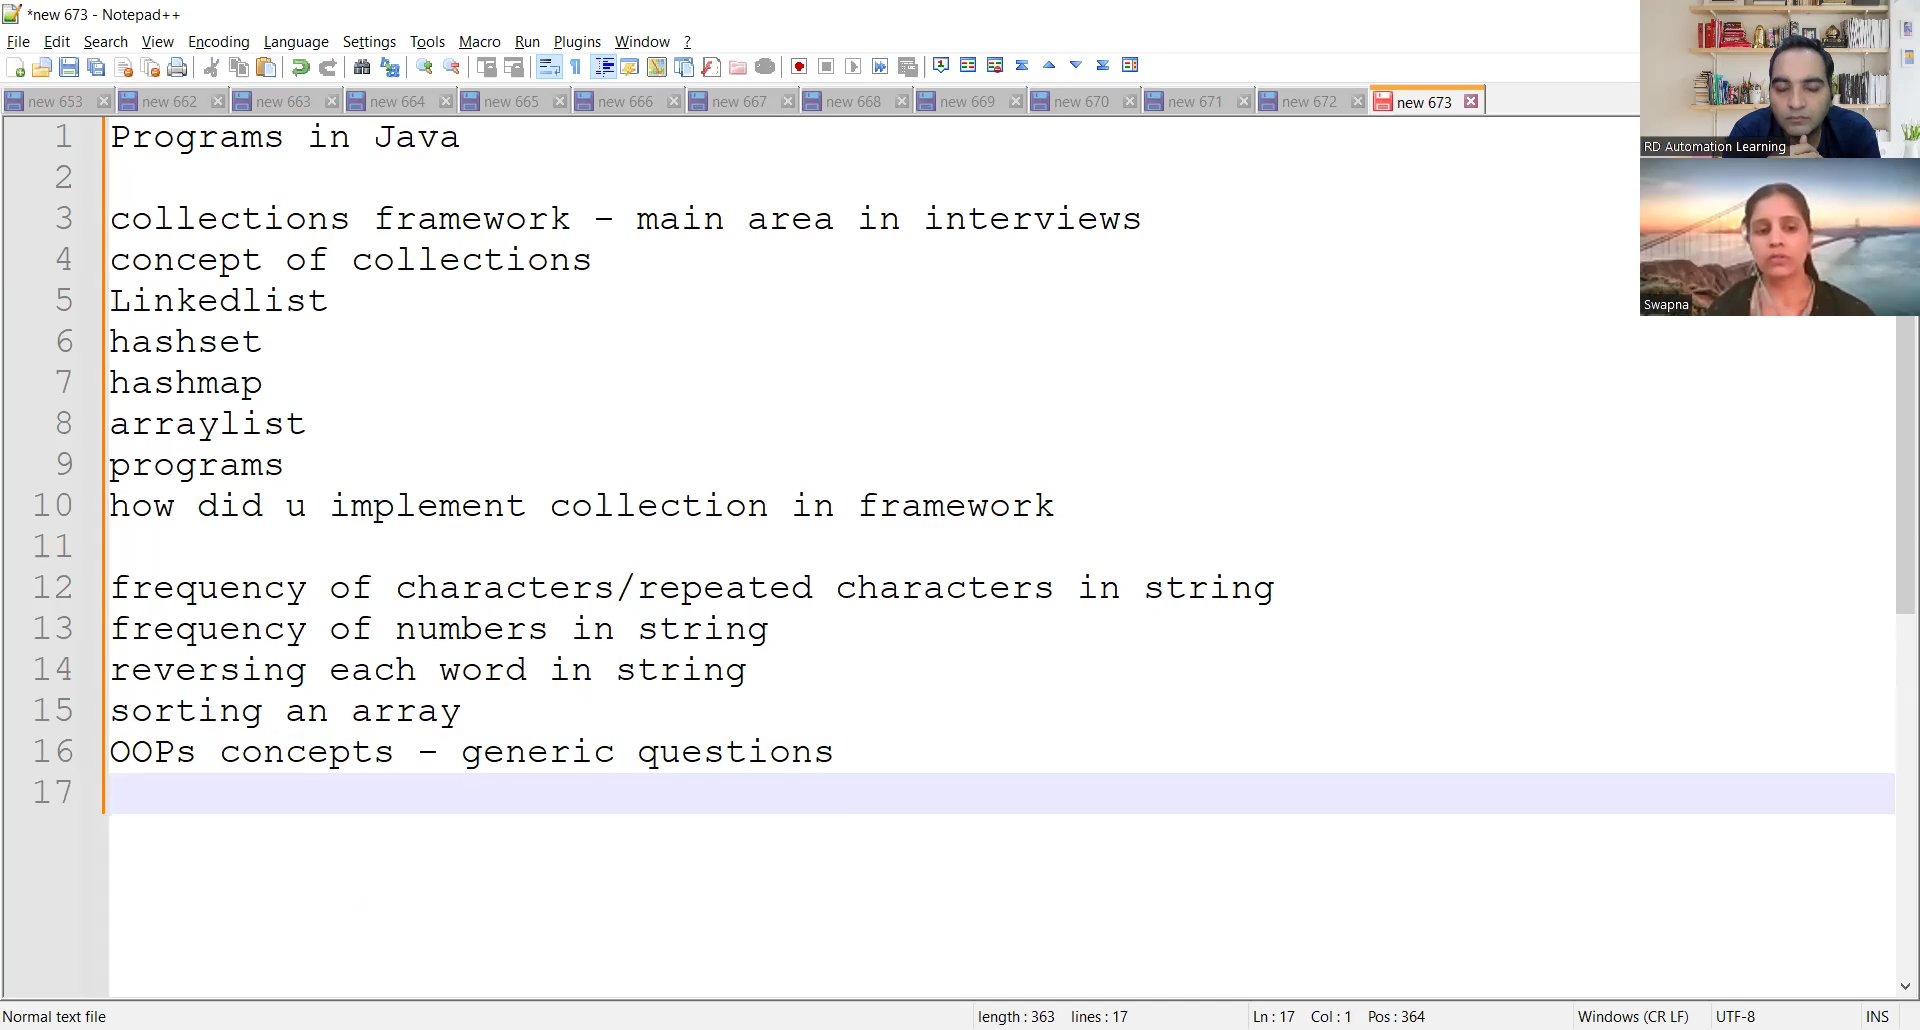 *new 673 - Notepad++
File Edit Search View Encoding Language Settings Tools Macro Run Plugins Window ?
new 653 new 662 new 663 new 664 new 665 new 666 new 667 new 668 new 669 new 670 new 671 new 672 new 673
1 Programs in Java
2
3 collections framework - main area in interviews
4 concept of collections
5 Linkedlist
6 hashset
7 hashmap
8 arraylist
9 programs
10 how did u implement collection in framework
11
12 frequency of characters/repeated characters in string
13 frequency of numbers in string
14 reversing each word in string
15 sorting an array
16 OOPs concepts - generic questions
17
RD Automation Learning
Swapna
Normal text file length : 363 lines : 17 Ln : 17 Col : 1 Pos : 364 Windows (CR LF) UTF-8 INS